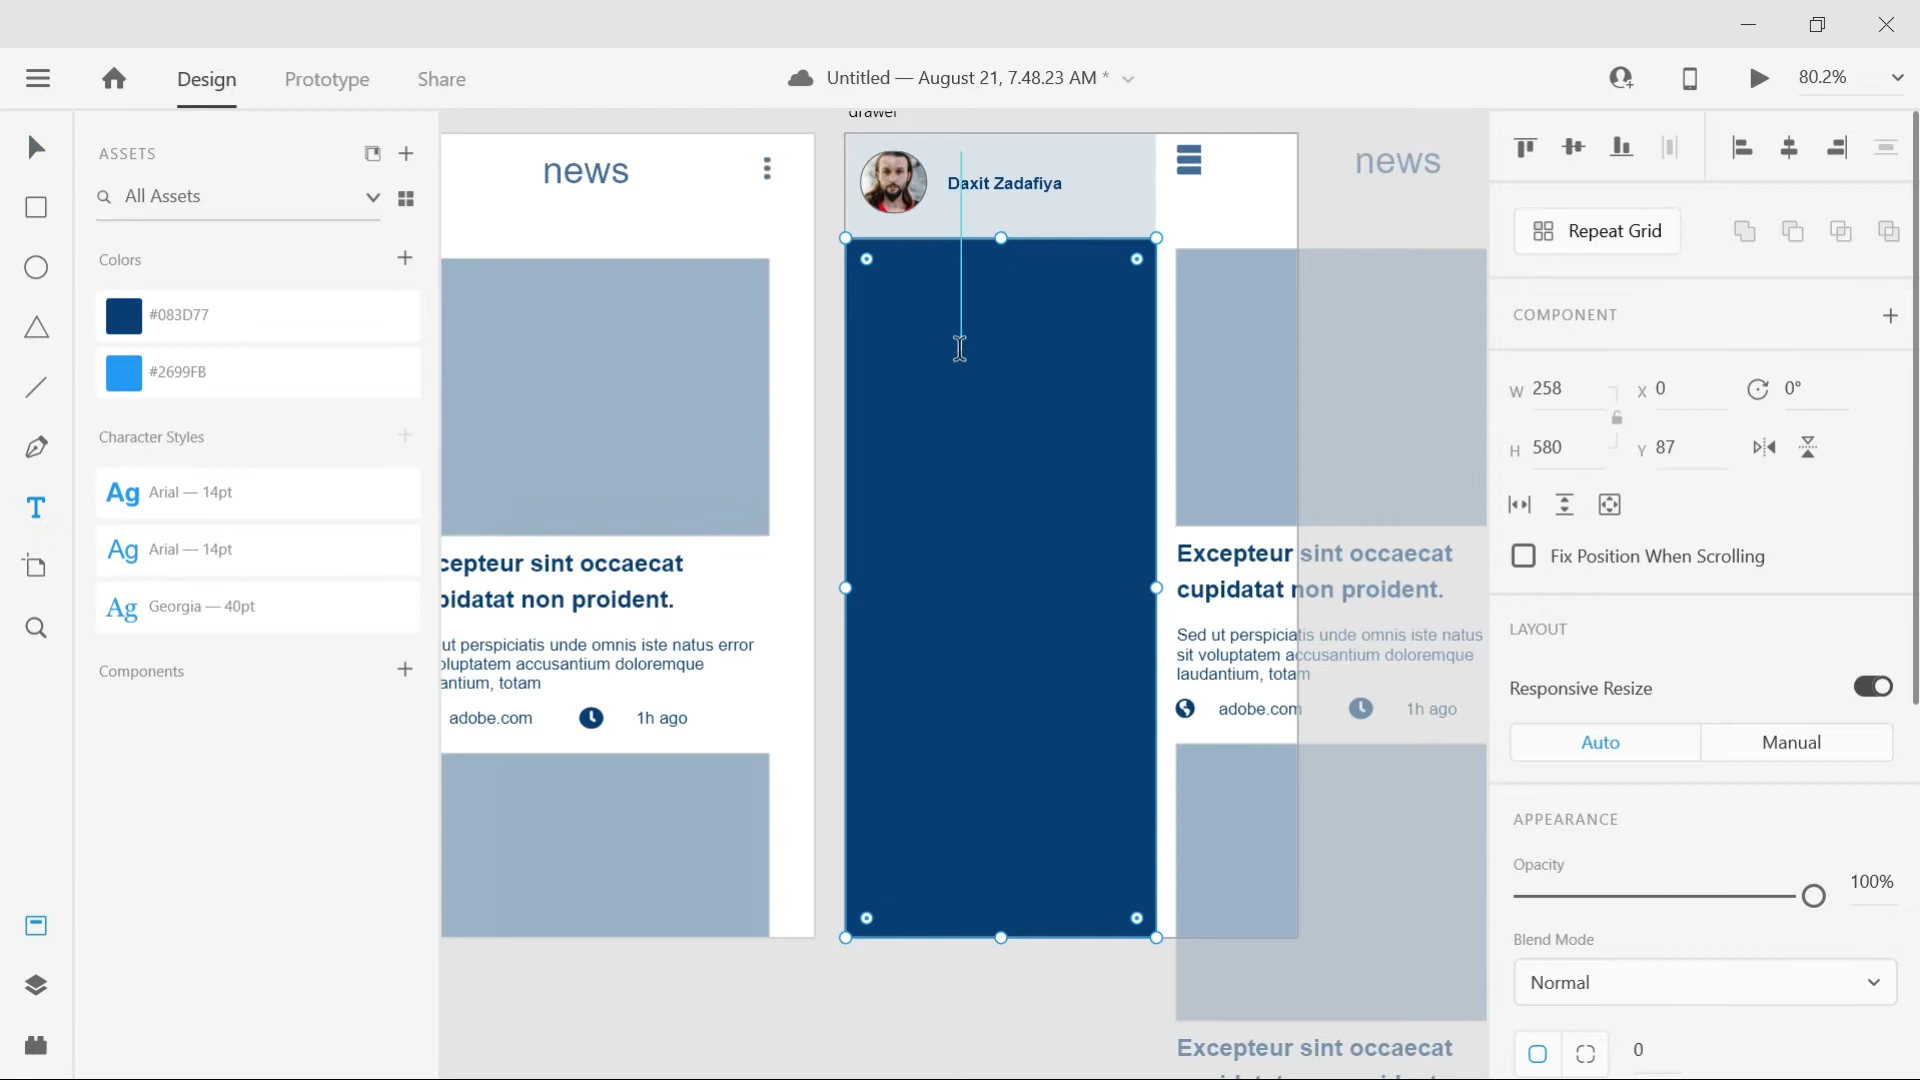 Design
Prototype
Share
Untitled — August 21, 7.48.23 AM *
80.2%
ASSETS
All Assets
Colors
#083D77
#2699FB
Character Styles
Ag Arial — 14pt
Ag Arial — 14pt
Ag Georgia — 40pt
Components
news
cepteur sint occaecat
pidatat non proident.
ut perspiciatis unde omnis iste natus error
oluptatem accusantium doloremque
antium, totam
adobe.com
1h ago
drawer
Daxit Zadafiya
news
Excepteur sint occaecat
cupidatat non proident.
Sed ut perspiciatis unde omnis iste natus
sit voluptatem accusantium doloremque
laudantium, totam
adobe.com
1h ago
Excepteur sint occaecat
Repeat Grid
COMPONENT
W 258
X 0
0°
H 580
Y 87
Fix Position When Scrolling
LAYOUT
Responsive Resize
Auto
Manual
APPEARANCE
Opacity
100%
Blend Mode
Normal
0